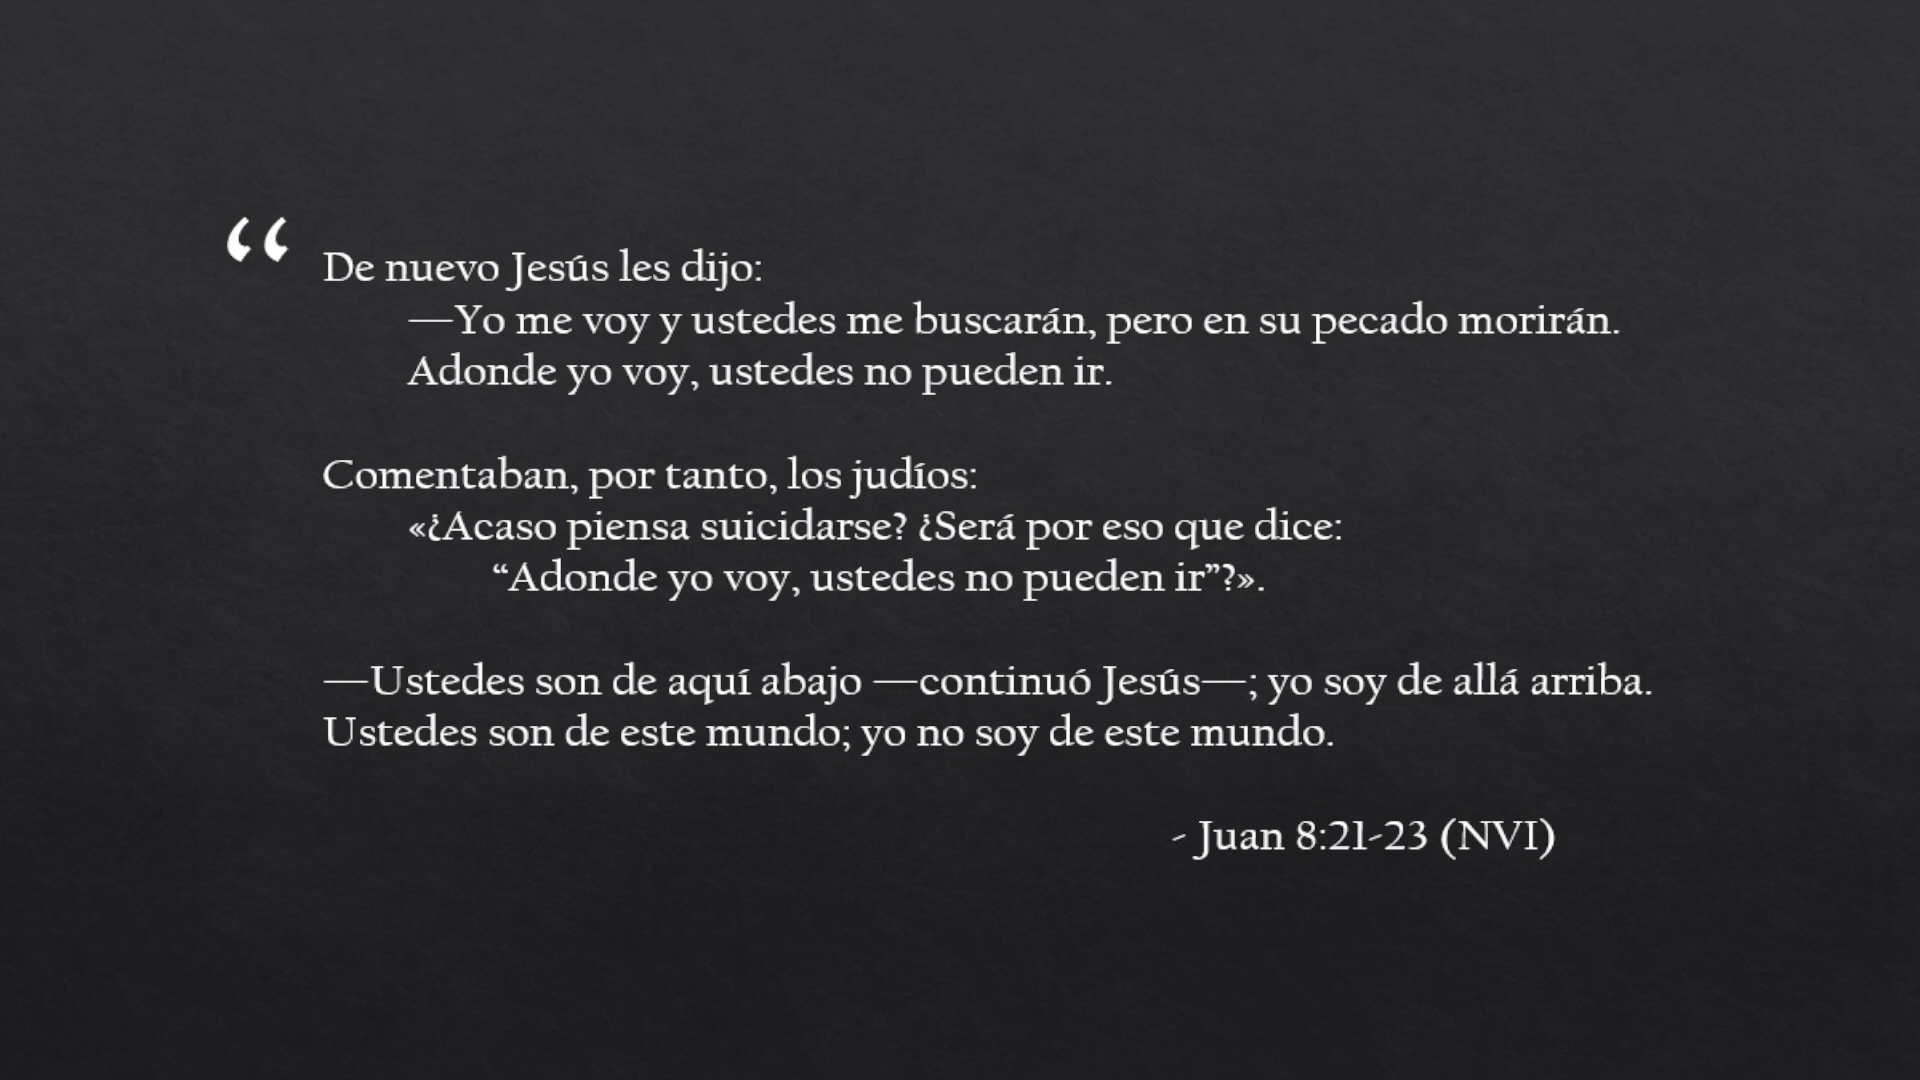 “
De nuevo Jesús les dijo:
—Yo me voy y ustedes me buscarán, pero en su pecado morirán.
Adonde yo voy, ustedes no pueden ir.
Comentaban, por tanto, los judíos:
«¿Acaso piensa suicidarse? ¿Será por eso que dice:
“Adonde yo voy, ustedes no pueden ir”?».
—Ustedes son de aquí abajo —continuó Jesús—; yo soy de allá arriba.
Ustedes son de este mundo; yo no soy de este mundo.
- Juan 8:21-23 (NVI)